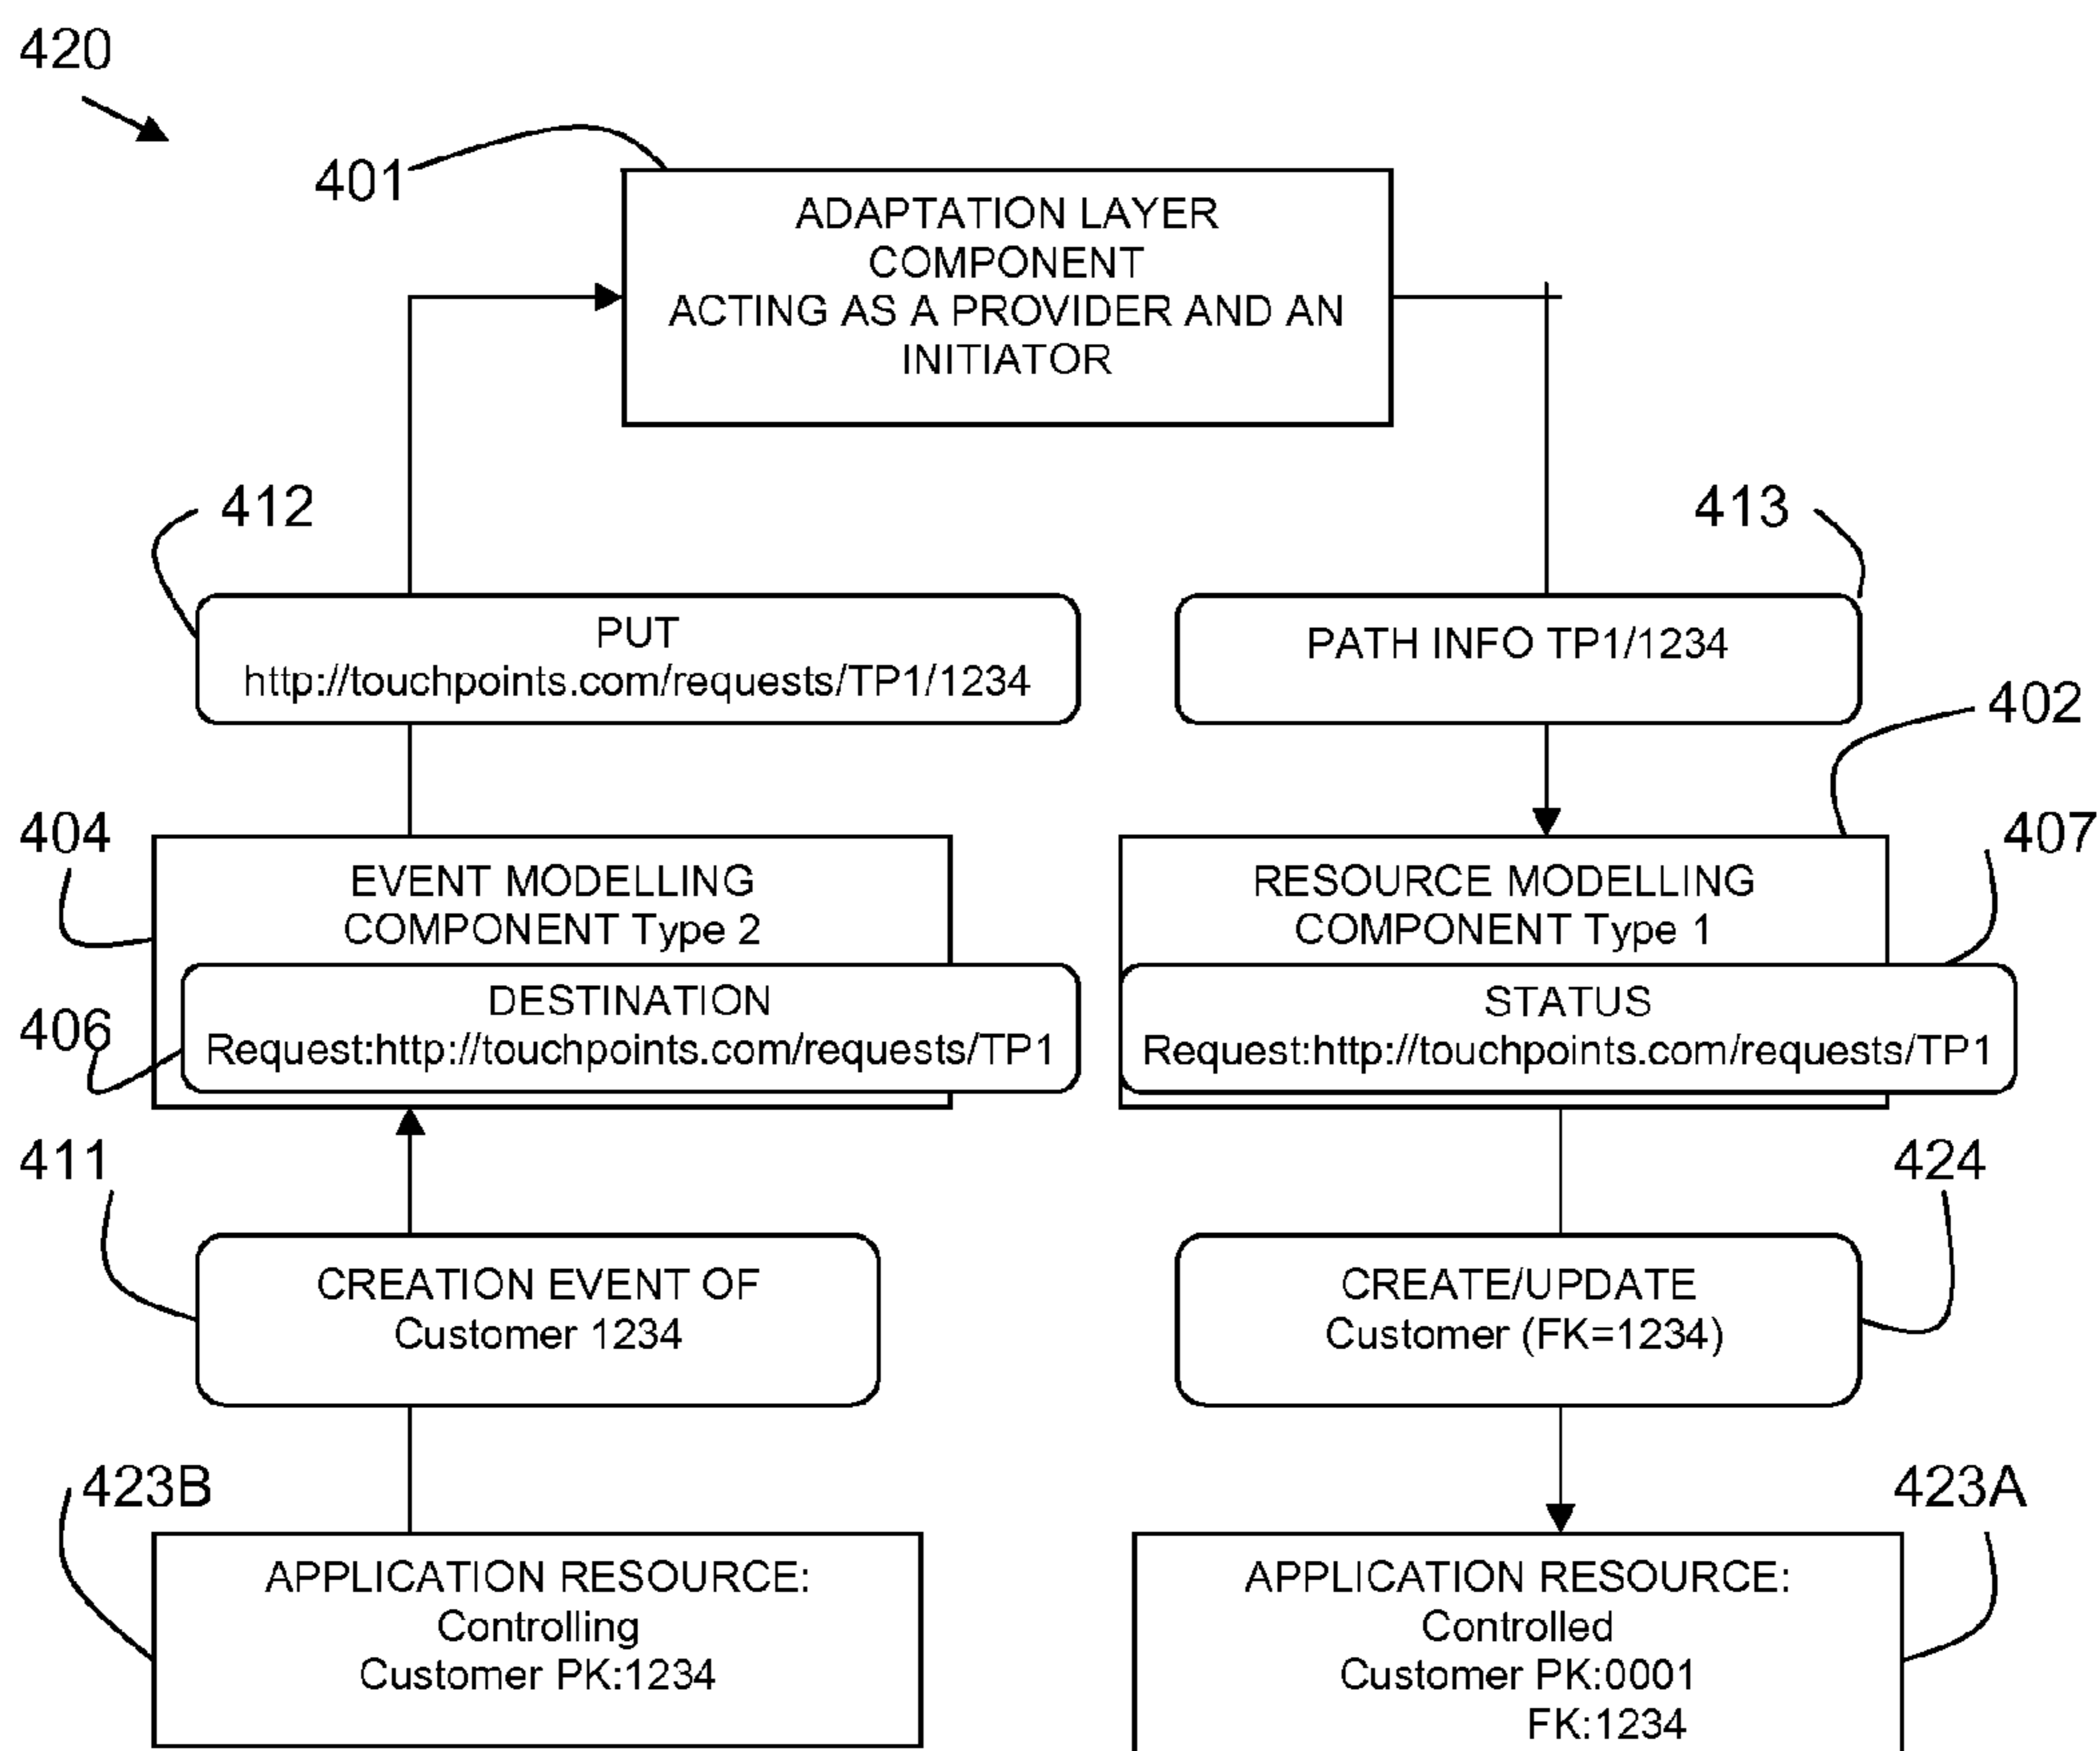 420
401
ADAPTATION LAYER
COMPONENT
ACTING AS A PROVIDER AND AN
INITIATOR
412
413
PUT
http://touchpoints.com/requests/TP1/1234
PATH INFO TP1/1234
402
404
407
EVENT MODELLING
COMPONENT Type 2
RESOURCE MODELLING
COMPONENT Type 1
406
DESTINATION
Request:http://touchpoints.com/requests/TP1
STATUS
Request:http://touchpoints.com/requests/TP1
411
424
CREATION EVENT OF
Customer 1234
CREATE/UPDATE
Customer (FK=1234)
423B
423A
APPLICATION RESOURCE:
Controlling
Customer PK:1234
APPLICATION RESOURCE:
Controlled
Customer PK:0001
FK:1234